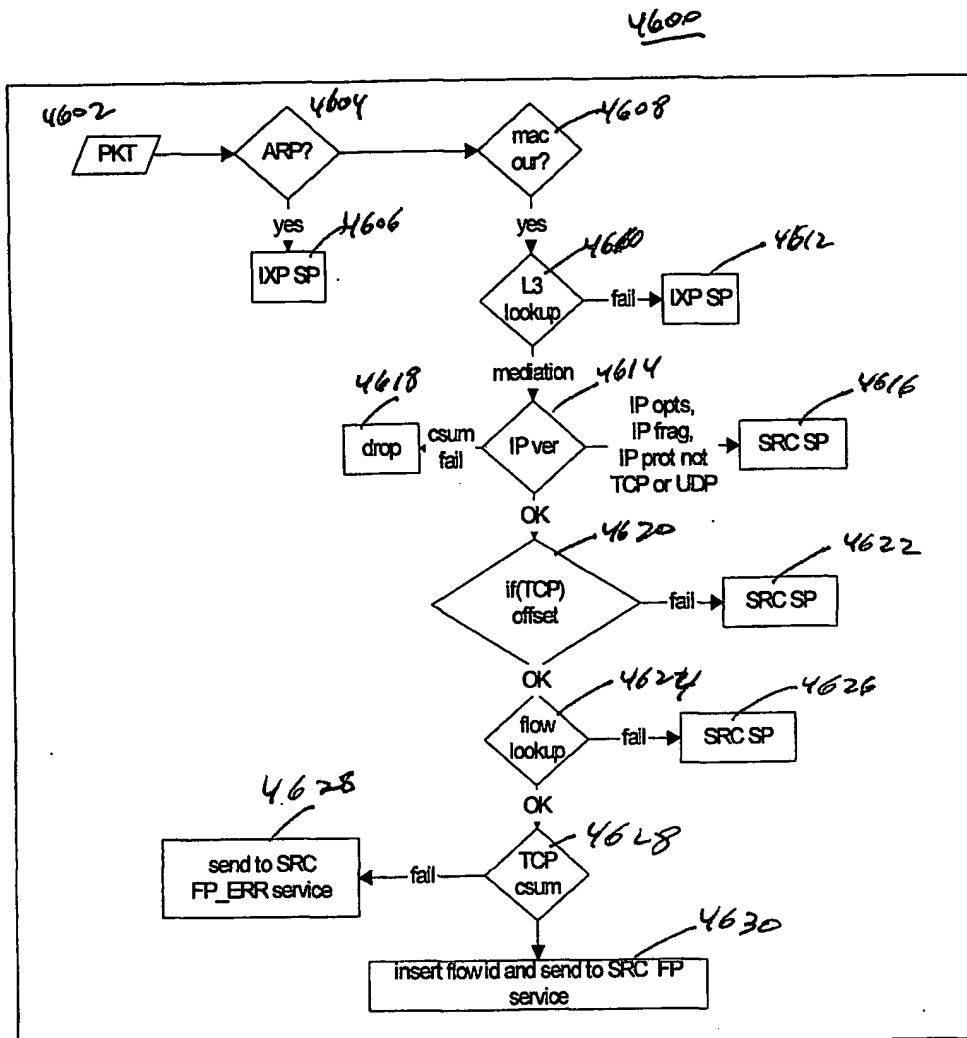 4600
4602
4604
4608
PKT
ARP?
mac
our?
yes
4606
yes
IXP SP
4610
4612
L3
lookup
fail
IXP SP
mediation
4618
4614
4616
drop
csum
fail
IP ver
IP opts,
IP frag,
IP prot not
TCP or UDP
SRC SP
OK
4620
4622
if(TCP)
offset
fail
SRC SP
OK
4624
4626
flow
lookup
fail
SRC SP
4628
OK
4628
send to SRC
FP_ERR service
fail
TCP
csum
4630
insert flow id and send to SRC FP
service